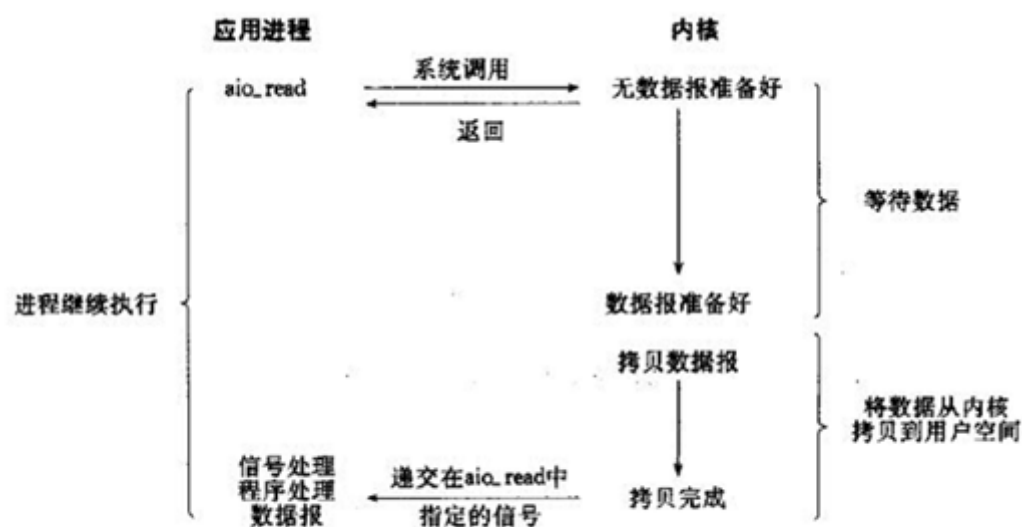 应用进程
内核
系统调用
aio_read
无数据报准备好
返回
等待数据
进程继续执行
数据报准备好
拷贝数据报
将数据从内核
拷贝到用户空间
信号处理
程序处理
数据报
递交在aio_read中
指定的信号
拷贝完成